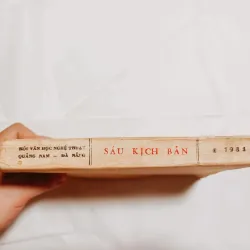 HỘI VĂN HỌC NGHỆ THUẬT
QUẢNG NAM — ĐÀ NẴNG
SÁU KỊCH BẢN
1984